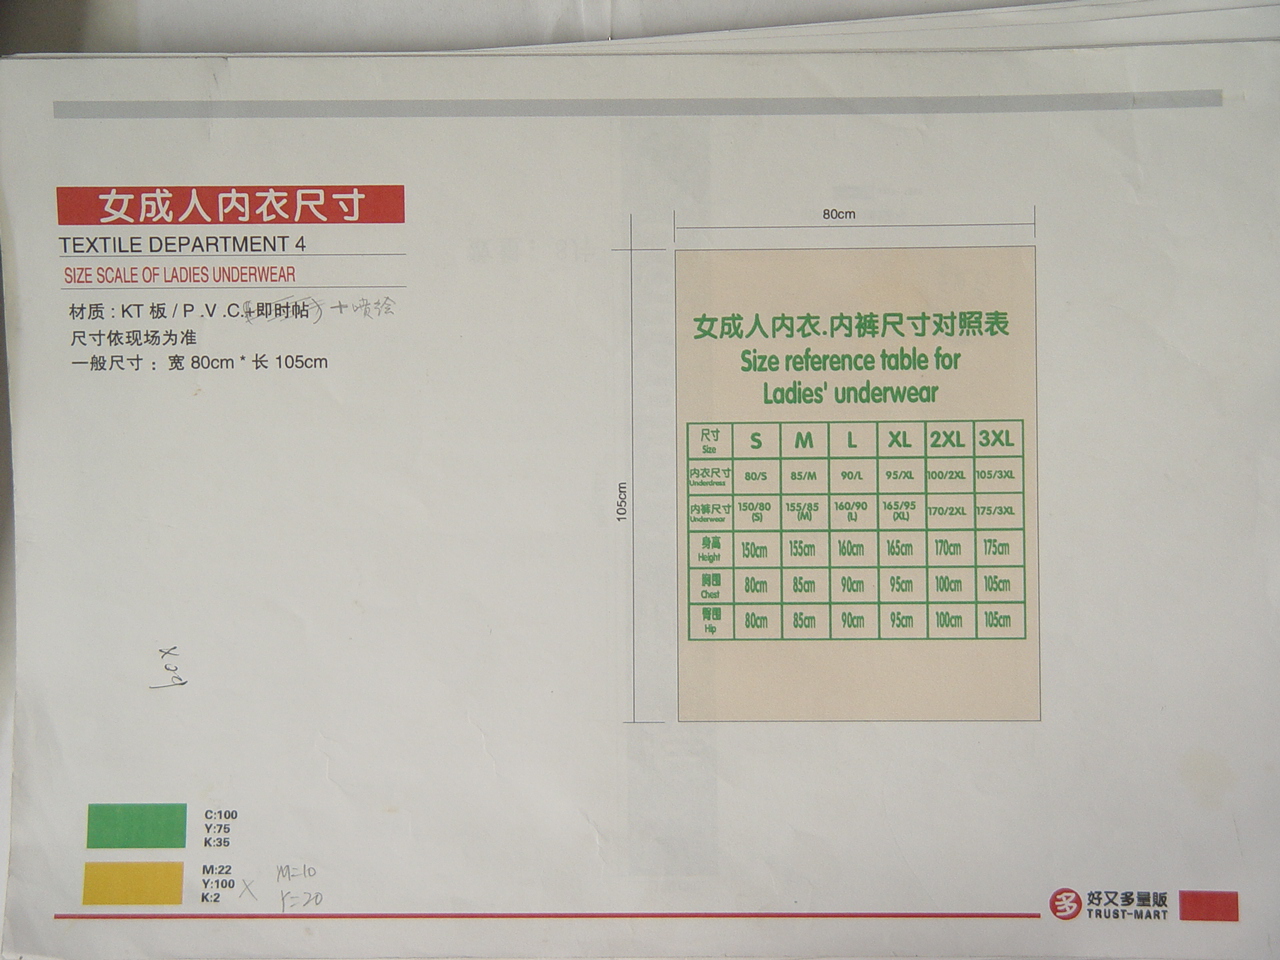 女成人内衣尺寸
TEXTILE DEPARTMENT 4
SIZE SCALE OF LADIES UNDERWEAR
材质 : KT 板 / P .V .C.+即时帖 +喷绘
尺寸依现场为准
一般尺寸 : 宽 80cm * 长 105cm
80cm
105cm
女成人内衣.内裤尺寸对照表
Size reference table for
Ladies' underwear
尺寸 Size S M L XL 2XL 3XL
内衣尺寸 Underdress 80/S 85/M 90/L 95/XL 100/2XL 105/3XL
内裤尺寸 Underwear 150/80 (S) 155/85 (M) 160/90 (L) 165/95 (XL) 170/2XL 175/3XL
身高 Height 150cm 155cm 160cm 165cm 170cm 175cm
胸围 Chest 80cm 85cm 90cm 95cm 100cm 105cm
臀围 Hip 80cm 85cm 90cm 95cm 100cm 105cm
C:100
Y:75
K:35
M:22
Y:100
K:2
X
M=10
Y=20
多
好又多量贩
TRUST-MART